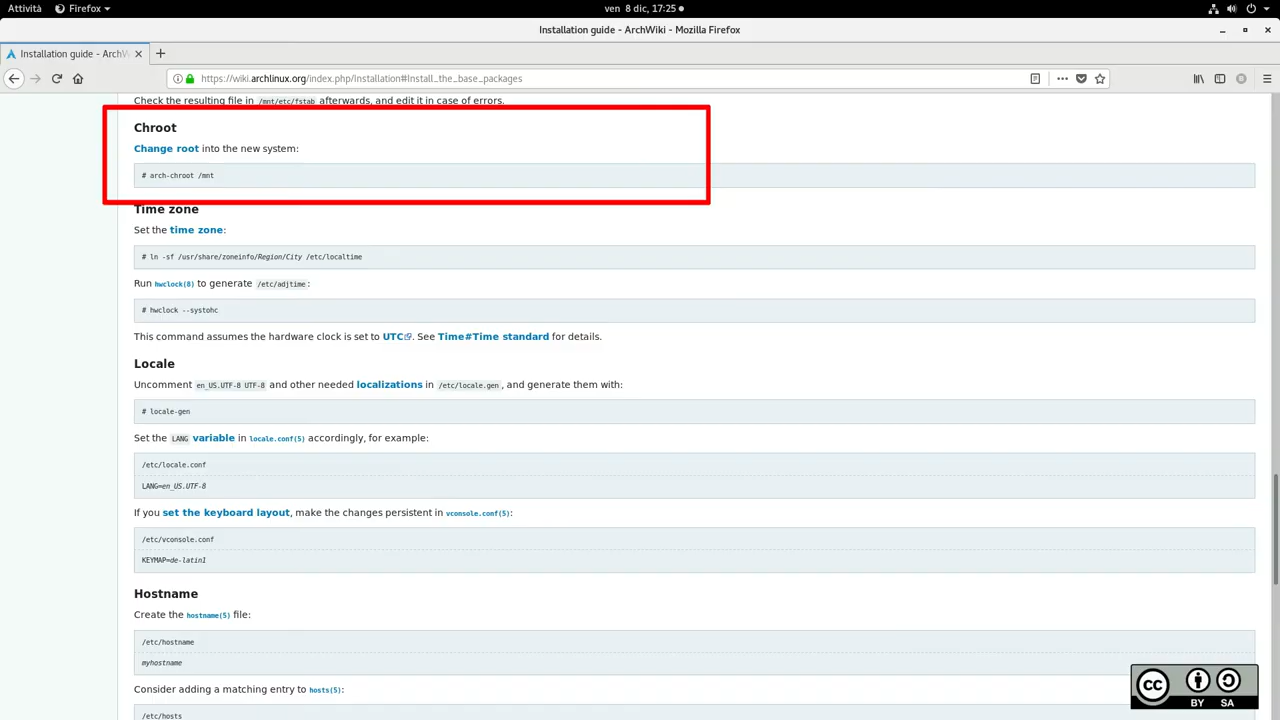 Attività Firefox ven 8 dic, 17:25
Installation guide - ArchWiki - Mozilla Firefox
Installation guide - ArchW
https://wiki.archlinux.org/index.php/installation#Install_the_base_packages
Check the resulting file in /mnt/etc/fstab afterwards, and edit it in case of errors.
Chroot
Change root into the new system:
# arch-chroot /mnt
Time zone
Set the time zone:
# ln -sf /usr/share/zoneinfo/Region/City /etc/localtime
Run hwclock(8) to generate /etc/adjtime:
# hwclock --systohc
This command assumes the hardware clock is set to UTC. See Time#Time standard for details.
Locale
Uncomment en_US.UTF-8 UTF-8 and other needed localizations in /etc/locale.gen, and generate them with:
# locale-gen
Set the LANG variable in locale.conf(5) accordingly, for example:
/etc/locale.conf
LANG=en_US.UTF-8
If you set the keyboard layout, make the changes persistent in vconsole.conf(5):
/etc/vconsole.conf
KEYMAP=de-latin1
Hostname
Create the hostname(5) file:
/etc/hostname
myhostname
Consider adding a matching entry to hosts(5):
/etc/hosts
CC BY SA